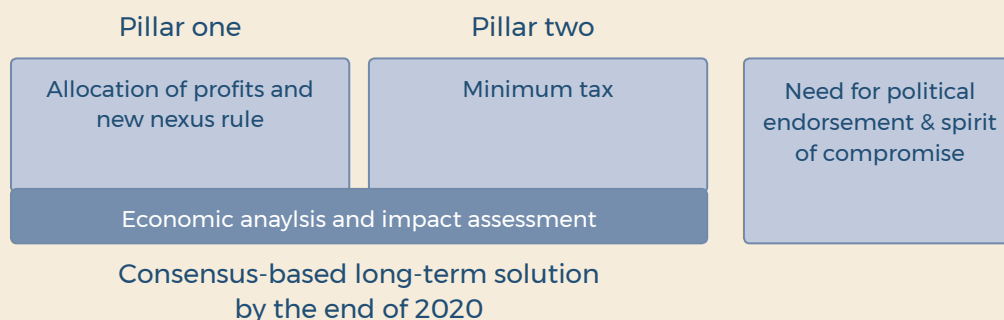 Pillar one
Pillar two
Allocation of profits and
new nexus rule
Minimum tax
Need for political
endorsement & spirit
of compromise
Economic anaylsis and impact assessment
Consensus-based long-term solution
by the end of 2020